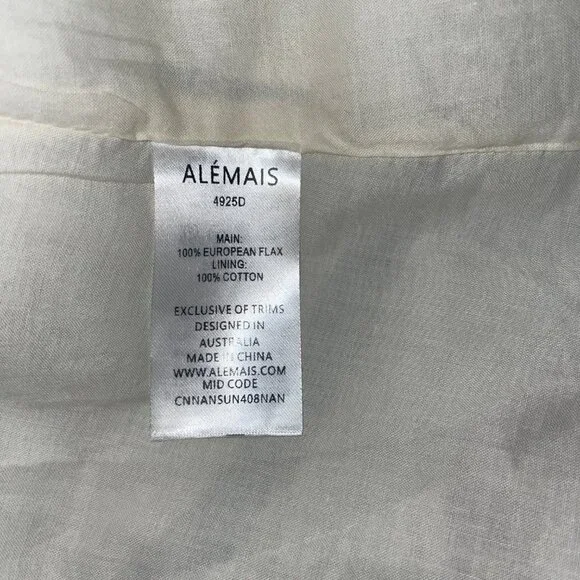 ALÉMAIS
4925D
MAIN:
100% EUROPEAN FLAX
LINING:
100% COTTON
EXCLUSIVE OF TRIMS
DESIGNED IN
AUSTRALIA
MADE IN CHINA
WWW.ALEMAIS.COM
MID CODE
CNNANSUN408NAN